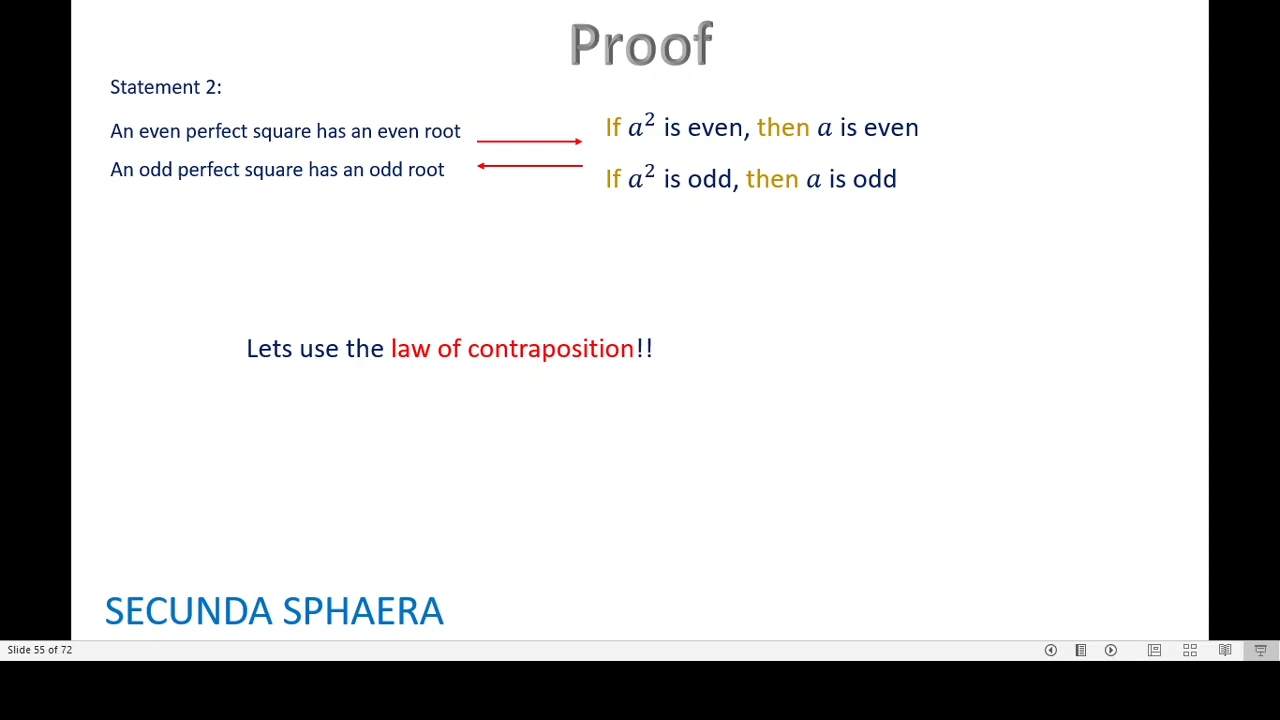 Proof
Statement 2:
An even perfect square has an even root
If a² is even, then a is even
An odd perfect square has an odd root
If a² is odd, then a is odd
Lets use the law of contraposition!!
SECUNDA SPHAERA
Slide 55 of 72